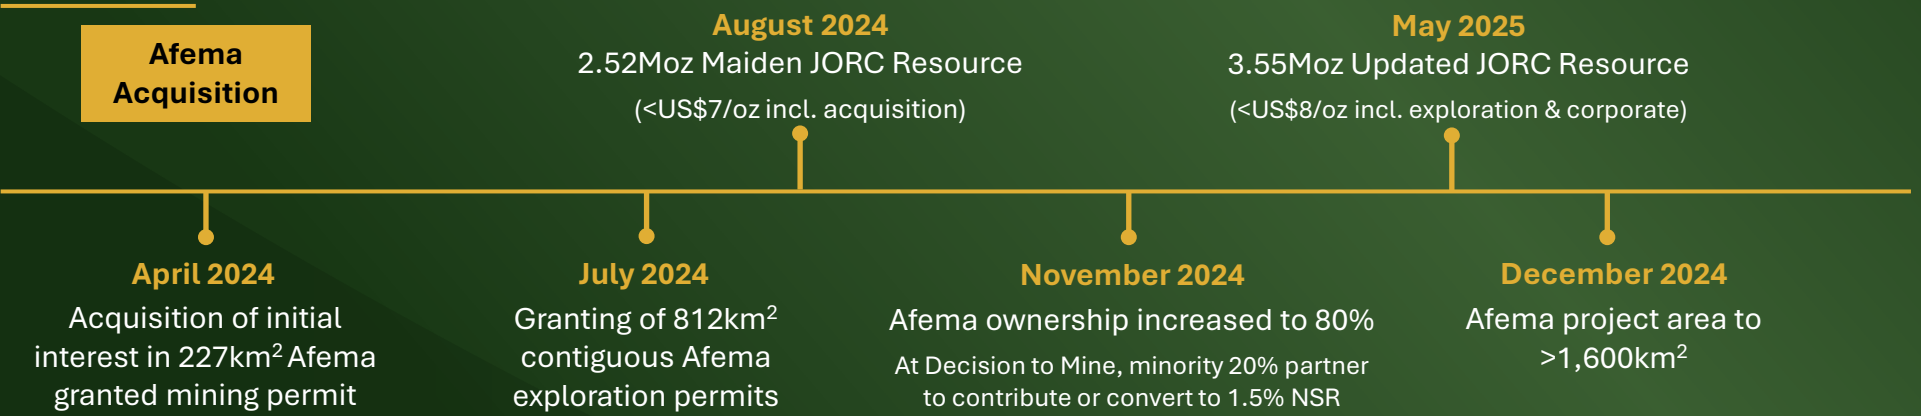 Afema
Acquisition
August 2024
2.52Moz Maiden JORC Resource
(<US$7/oz incl. acquisition)
May 2025
3.55Moz Updated JORC Resource
(<US$8/oz incl. exploration & corporate)
April 2024
Acquisition of initial
interest in 227km² Afema
granted mining permit
July 2024
Granting of 812km²
contiguous Afema
exploration permits
November 2024
Afema ownership increased to 80%
At Decision to Mine, minority 20% partner
to contribute or convert to 1.5% NSR
December 2024
Afema project area to
>1,600km²